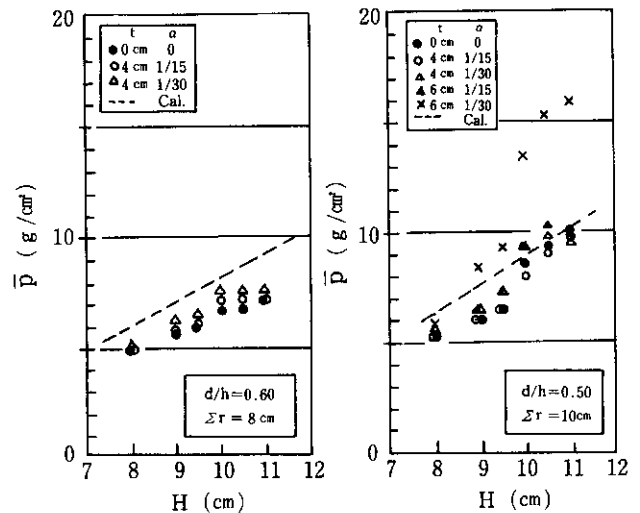 20
15
10
5
0
p̄ (g/cm²)
t α
● 0 cm 0
○ 4 cm 1/15
△ 4 cm 1/30
--- Cal.
d/h=0.60
Σr = 8 cm
7 8 9 10 11 12
H (cm)
20
15
10
5
0
p̄ (g/cm²)
t α
● 0 cm 0
○ 4 cm 1/15
△ 4 cm 1/30
▲ 6 cm 1/15
× 6 cm 1/30
--- Cal.
d/h=0.50
Σr = 10cm
7 8 9 10 11 12
H (cm)